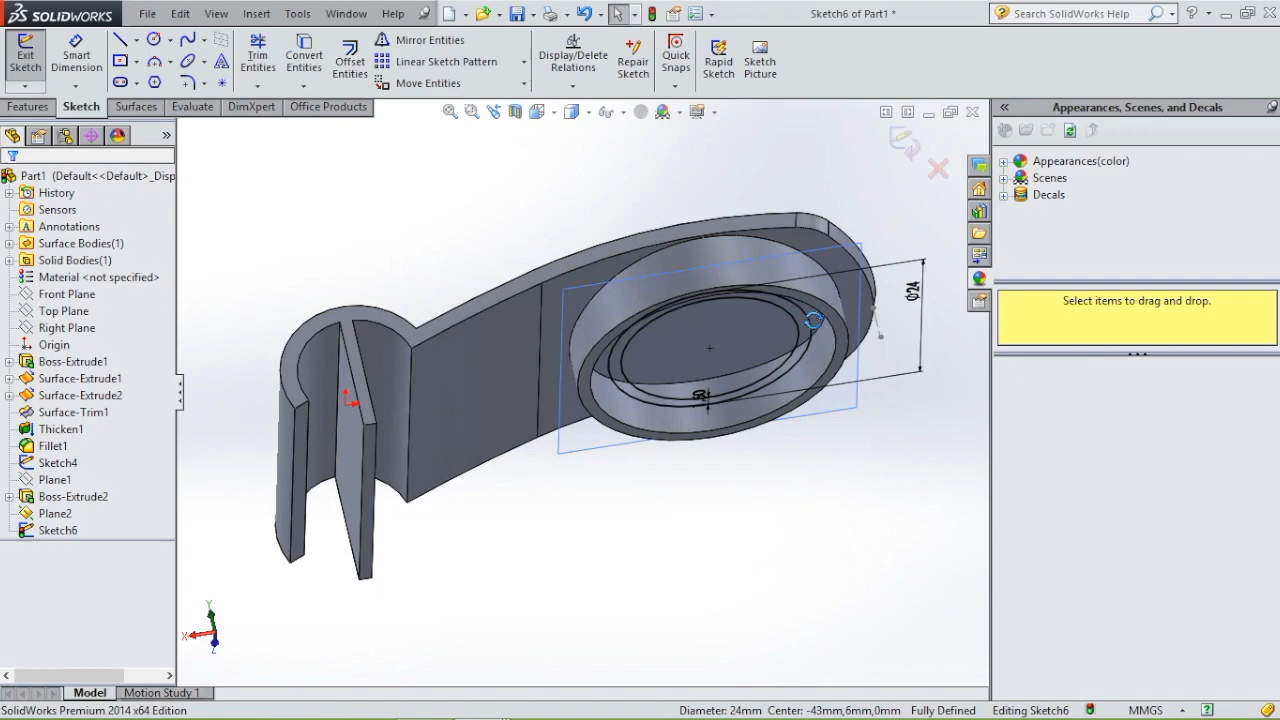 SOLIDWORKS
File Edit View Insert Tools Window Help
Sketch6 of Part1 *
Search SolidWorks Help
Exit Sketch
Smart Dimension
Trim Entities
Convert Entities
Offset Entities
Mirror Entities
Linear Sketch Pattern
Move Entities
Display/Delete Relations
Repair Sketch
Quick Snaps
Rapid Sketch
Sketch Picture
Features Sketch Surfaces Evaluate DimXpert Office Products
Part1 (Default<<Default>_Disp
History
Sensors
Annotations
Surface Bodies(1)
Solid Bodies(1)
Material <not specified>
Front Plane
Top Plane
Right Plane
Origin
Boss-Extrude1
Surface-Extrude1
Surface-Extrude2
Surface-Trim1
Thicken1
Fillet1
Sketch4
Plane1
Boss-Extrude2
Plane2
Sketch6
Ø24
Y
X
Z
Appearances, Scenes, and Decals
Appearances(color)
Scenes
Decals
Select items to drag and drop.
Model Motion Study 1
SolidWorks Premium 2014 x64 Edition
Diameter: 24mm Center: -43mm,6mm,0mm Fully Defined Editing Sketch6 MMGS